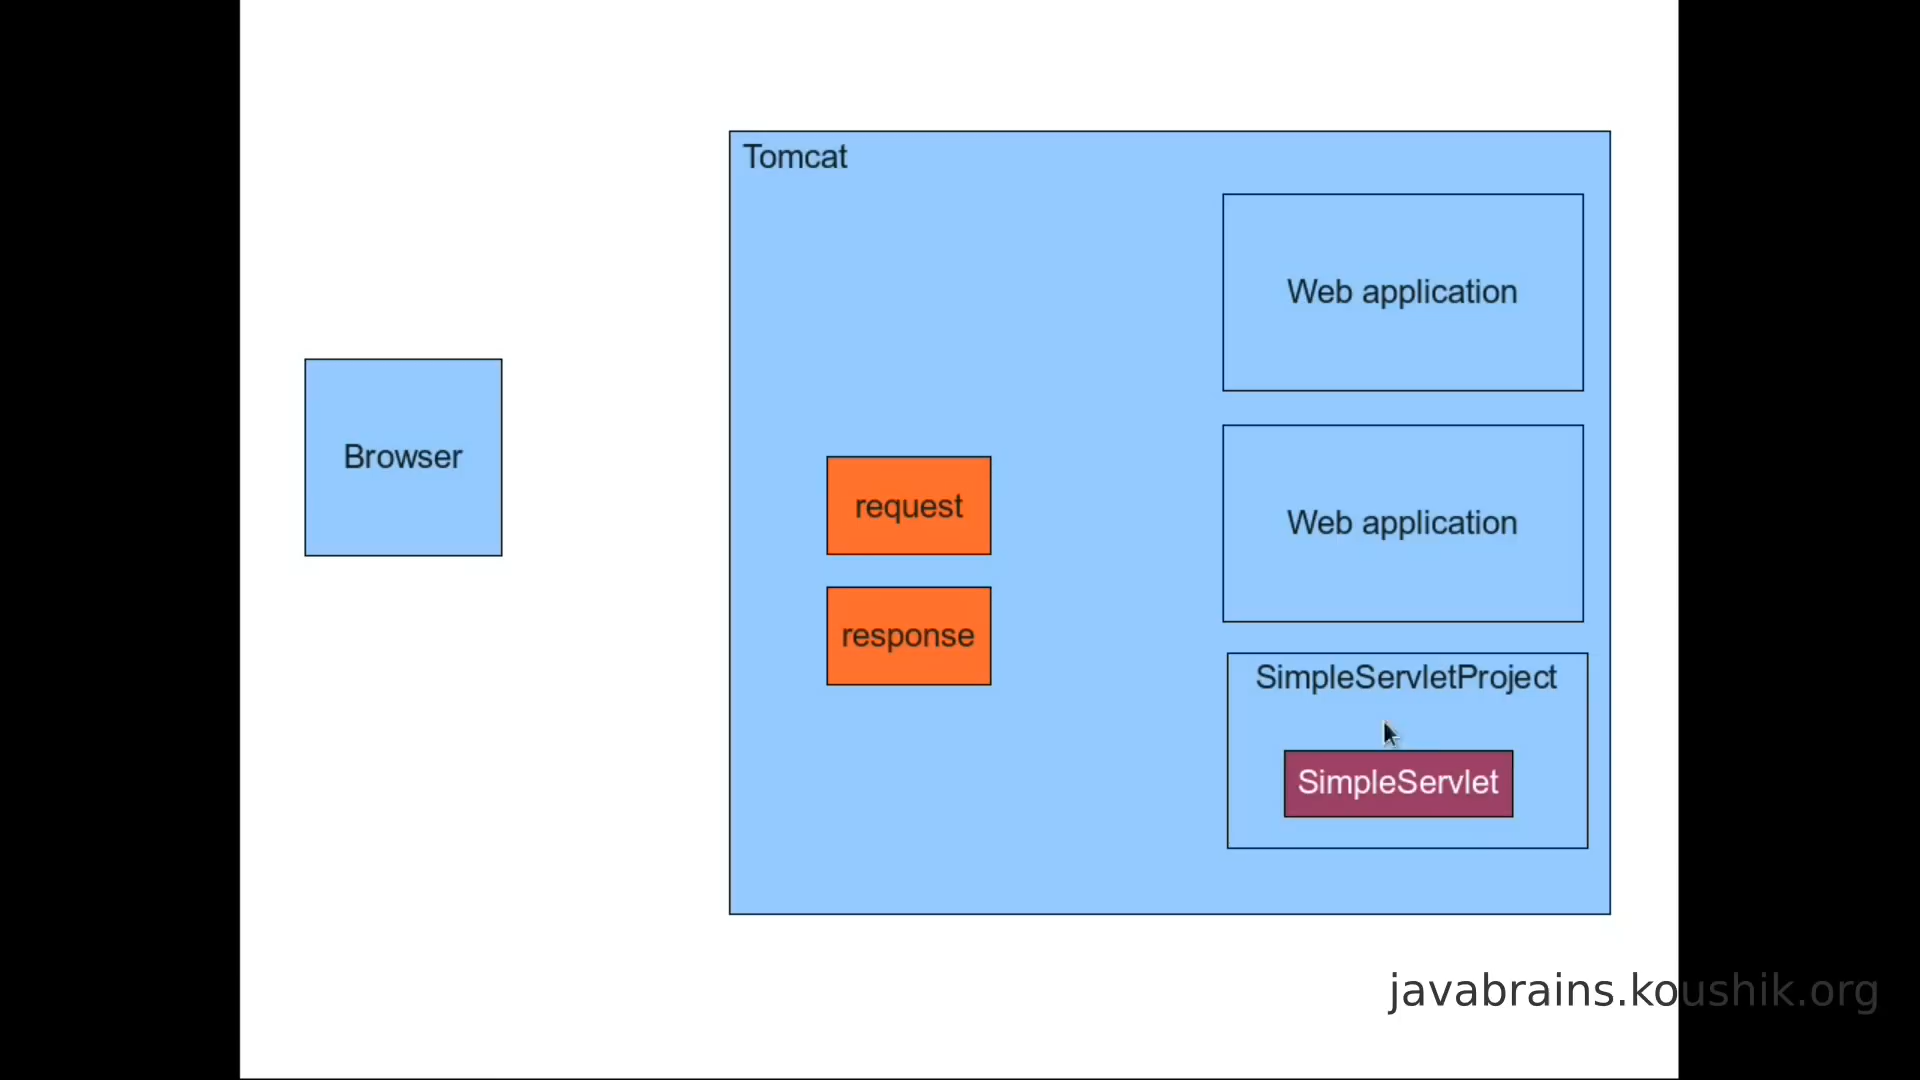 Tomcat
Web application
Browser
request
Web application
response
SimpleServletProject
SimpleServlet
javabrains.koushik.org